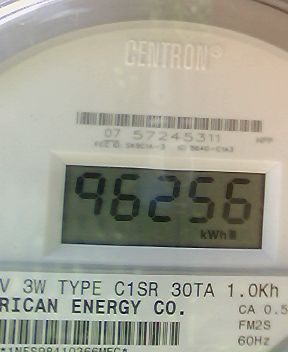 CENTRON®
07 57245311
96256
kWh
V 3W TYPE C1SR 30TA 1.0Kh
RICAN ENERGY CO.
CA 0.5
FM2S
60Hz